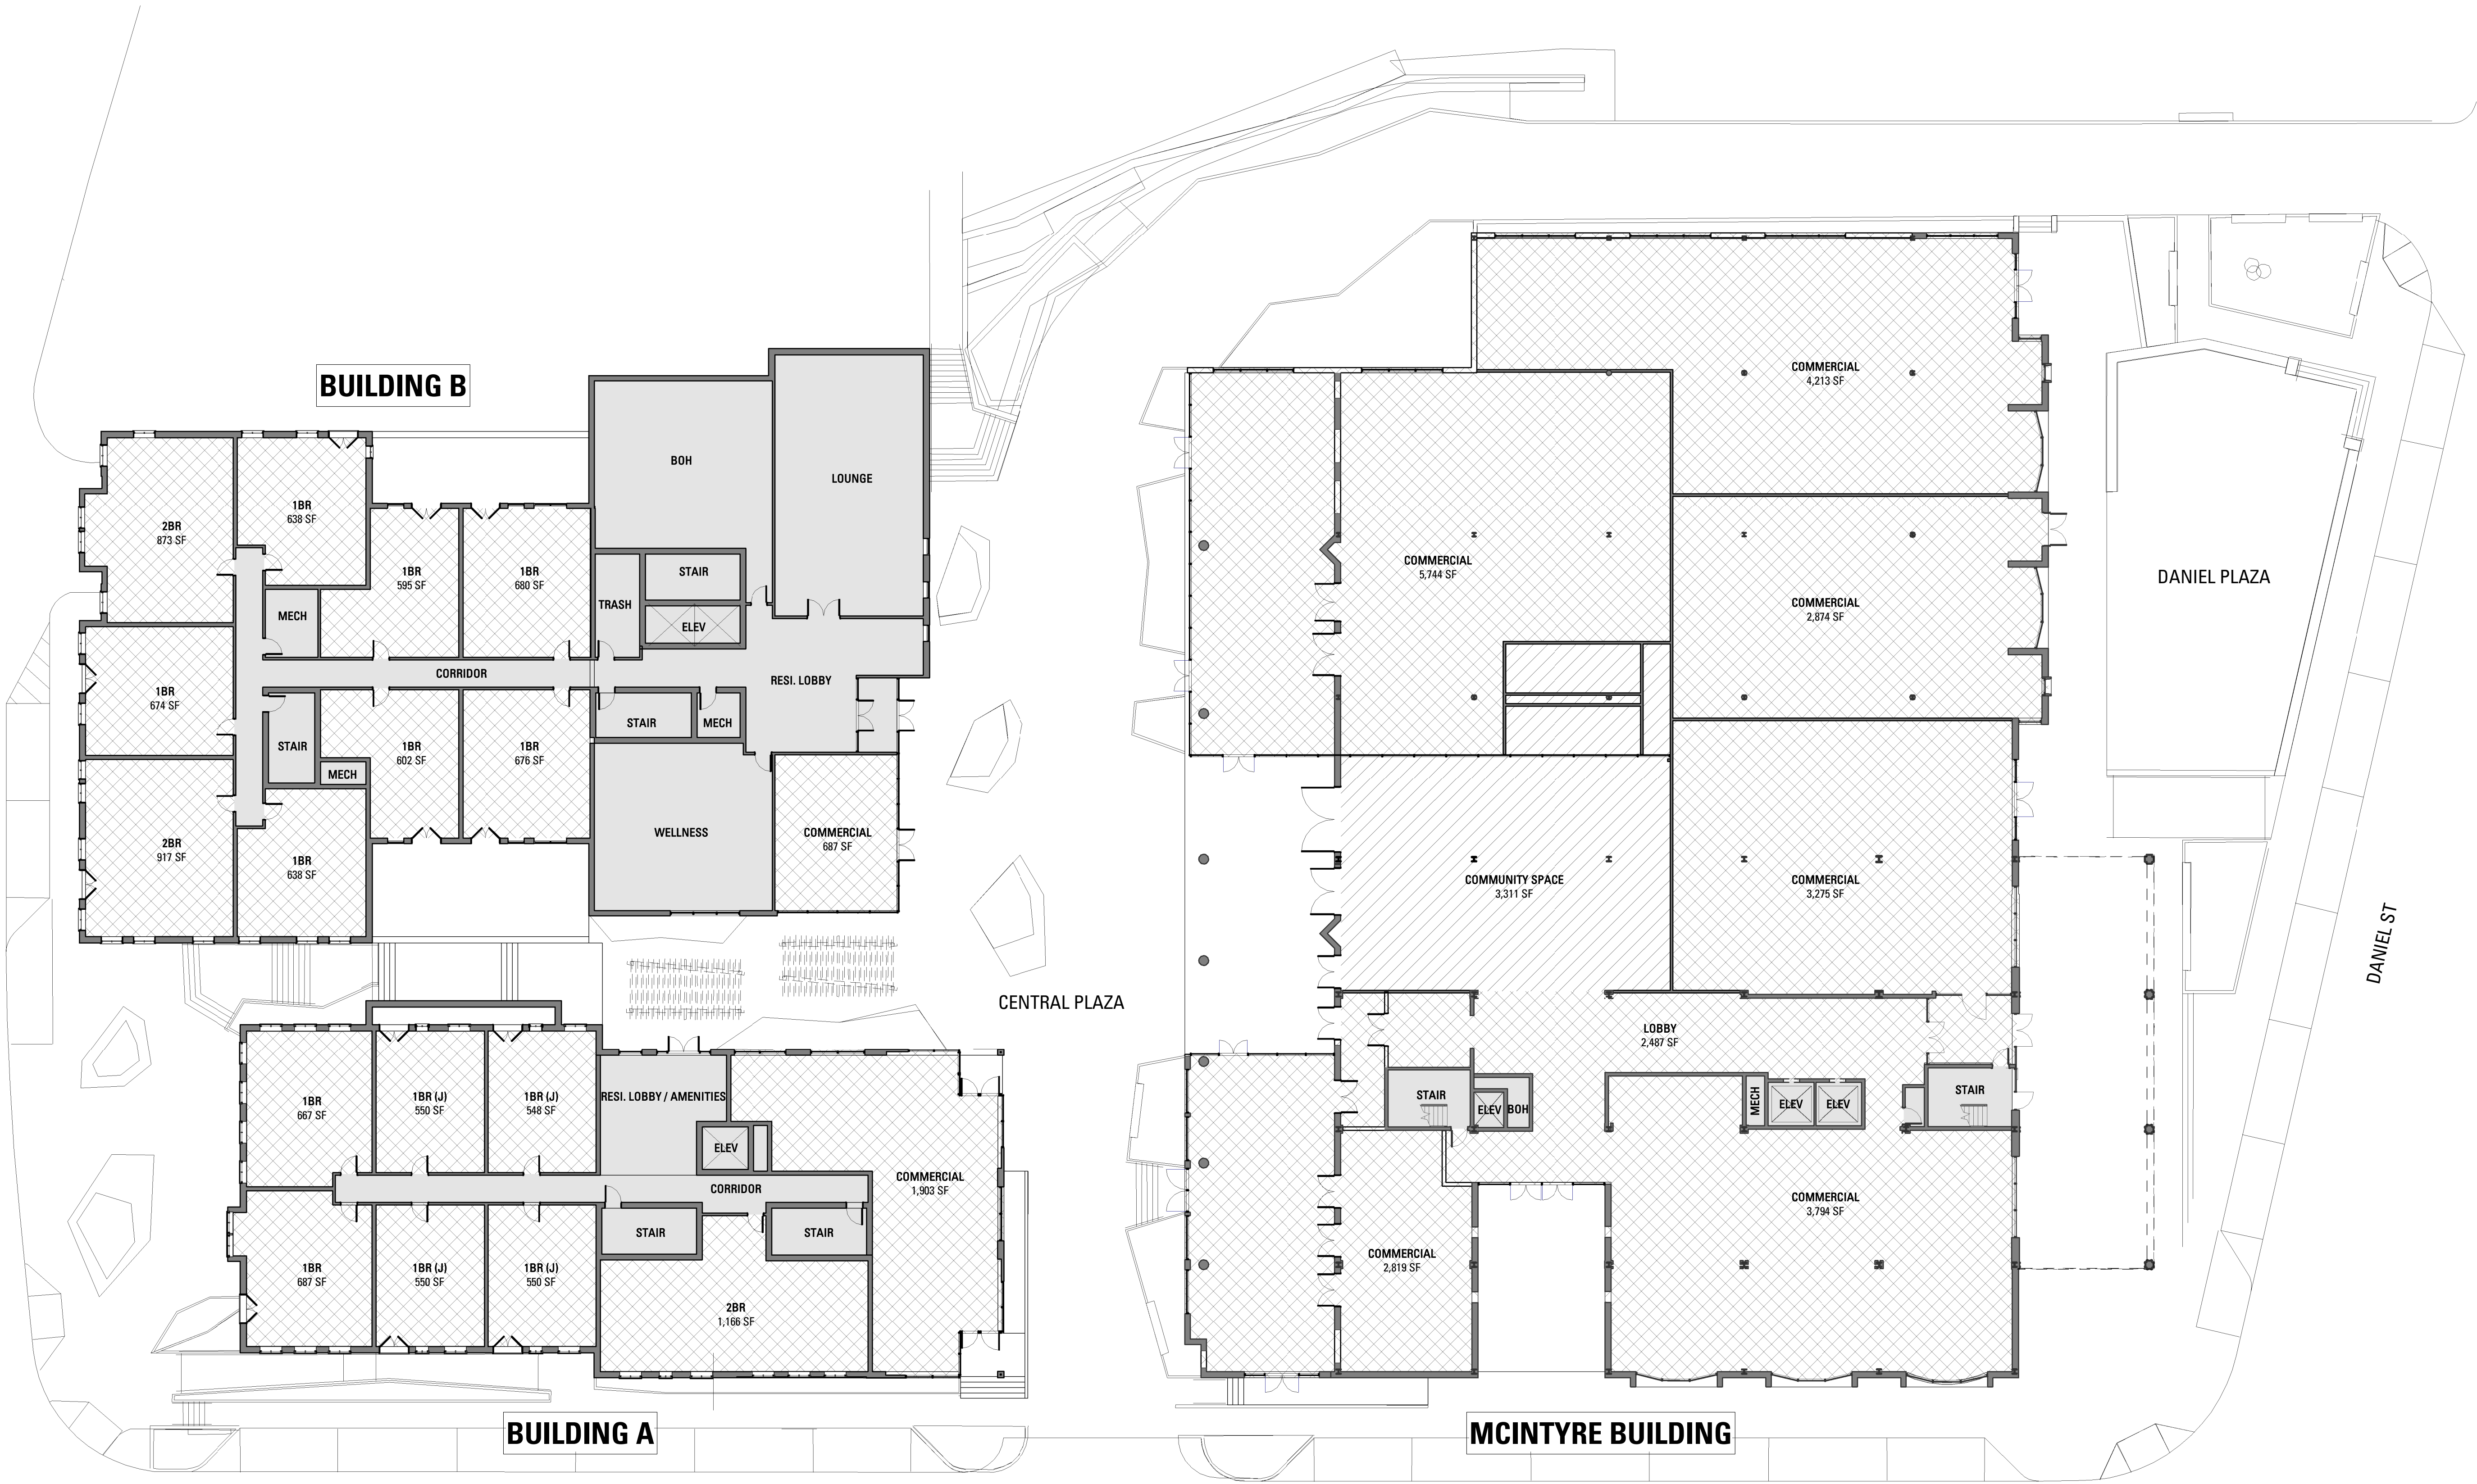 BUILDING B
BOH
LOUNGE
2BR
873 SF
1BR
638 SF
1BR
595 SF
1BR
680 SF
STAIR
TRASH
ELEV
MECH
CORRIDOR
RESI. LOBBY
1BR
674 SF
STAIR
MECH
1BR
602 SF
1BR
676 SF
STAIR
MECH
2BR
917 SF
1BR
638 SF
WELLNESS
COMMERCIAL
687 SF
CENTRAL PLAZA
1BR
667 SF
1BR (J)
550 SF
1BR (J)
548 SF
RESI. LOBBY / AMENITIES
ELEV
CORRIDOR
COMMERCIAL
1,903 SF
1BR
687 SF
1BR (J)
550 SF
1BR (J)
550 SF
STAIR
STAIR
2BR
1,166 SF
BUILDING A
COMMERCIAL
4,213 SF
COMMERCIAL
5,744 SF
COMMERCIAL
2,874 SF
DANIEL PLAZA
COMMUNITY SPACE
3,311 SF
COMMERCIAL
3,275 SF
DANIEL ST
LOBBY
2,487 SF
STAIR
ELEV
BOH
MECH
ELEV
ELEV
STAIR
COMMERCIAL
2,819 SF
COMMERCIAL
3,794 SF
MCINTYRE BUILDING